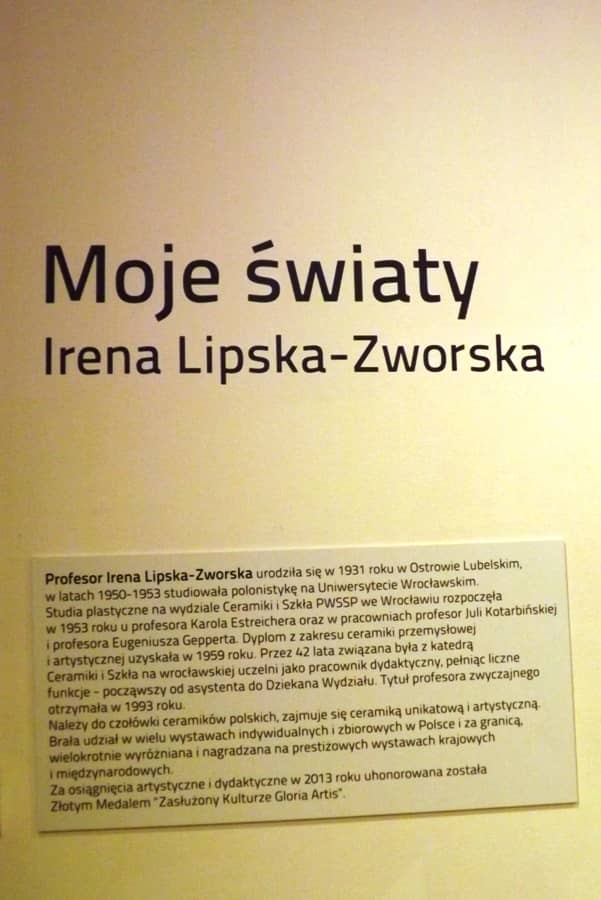 Moje światy
Irena Lipska-Zworska
Profesor Irena Lipska-Zworska urodziła się w 1931 roku w Ostrowie Lubelskim,
w latach 1950-1953 studiowała polonistykę na Uniwersytecie Wrocławskim.
Studia plastyczne na wydziale Ceramiki i Szkła PWSSP we Wrocławiu rozpoczęła
w 1953 roku u profesora Karola Estreichera oraz w pracowniach profesor Juli Kotarbińskiej
i profesora Eugeniusza Gepperta. Dyplom z zakresu ceramiki przemysłowej
i artystycznej uzyskała w 1959 roku. Przez 42 lata związana była z katedrą
Ceramiki i Szkła na wrocławskiej uczelni jako pracownik dydaktyczny, pełniąc liczne
funkcje - począwszy od asystenta do Dziekana Wydziału. Tytuł profesora zwyczajnego
otrzymała w 1993 roku.
Należy do czołówki ceramików polskich, zajmuje się ceramiką unikatową i artystyczną.
Brała udział w wielu wystawach indywidualnych i zbiorowych w Polsce i za granicą,
wielokrotnie wyróżniana i nagradzana na prestiżowych wystawach krajowych
i międzynarodowych.
Za osiągnięcia artystyczne i dydaktyczne w 2013 roku uhonorowana została
Złotym Medalem "Zasłużony Kulturze Gloria Artis".